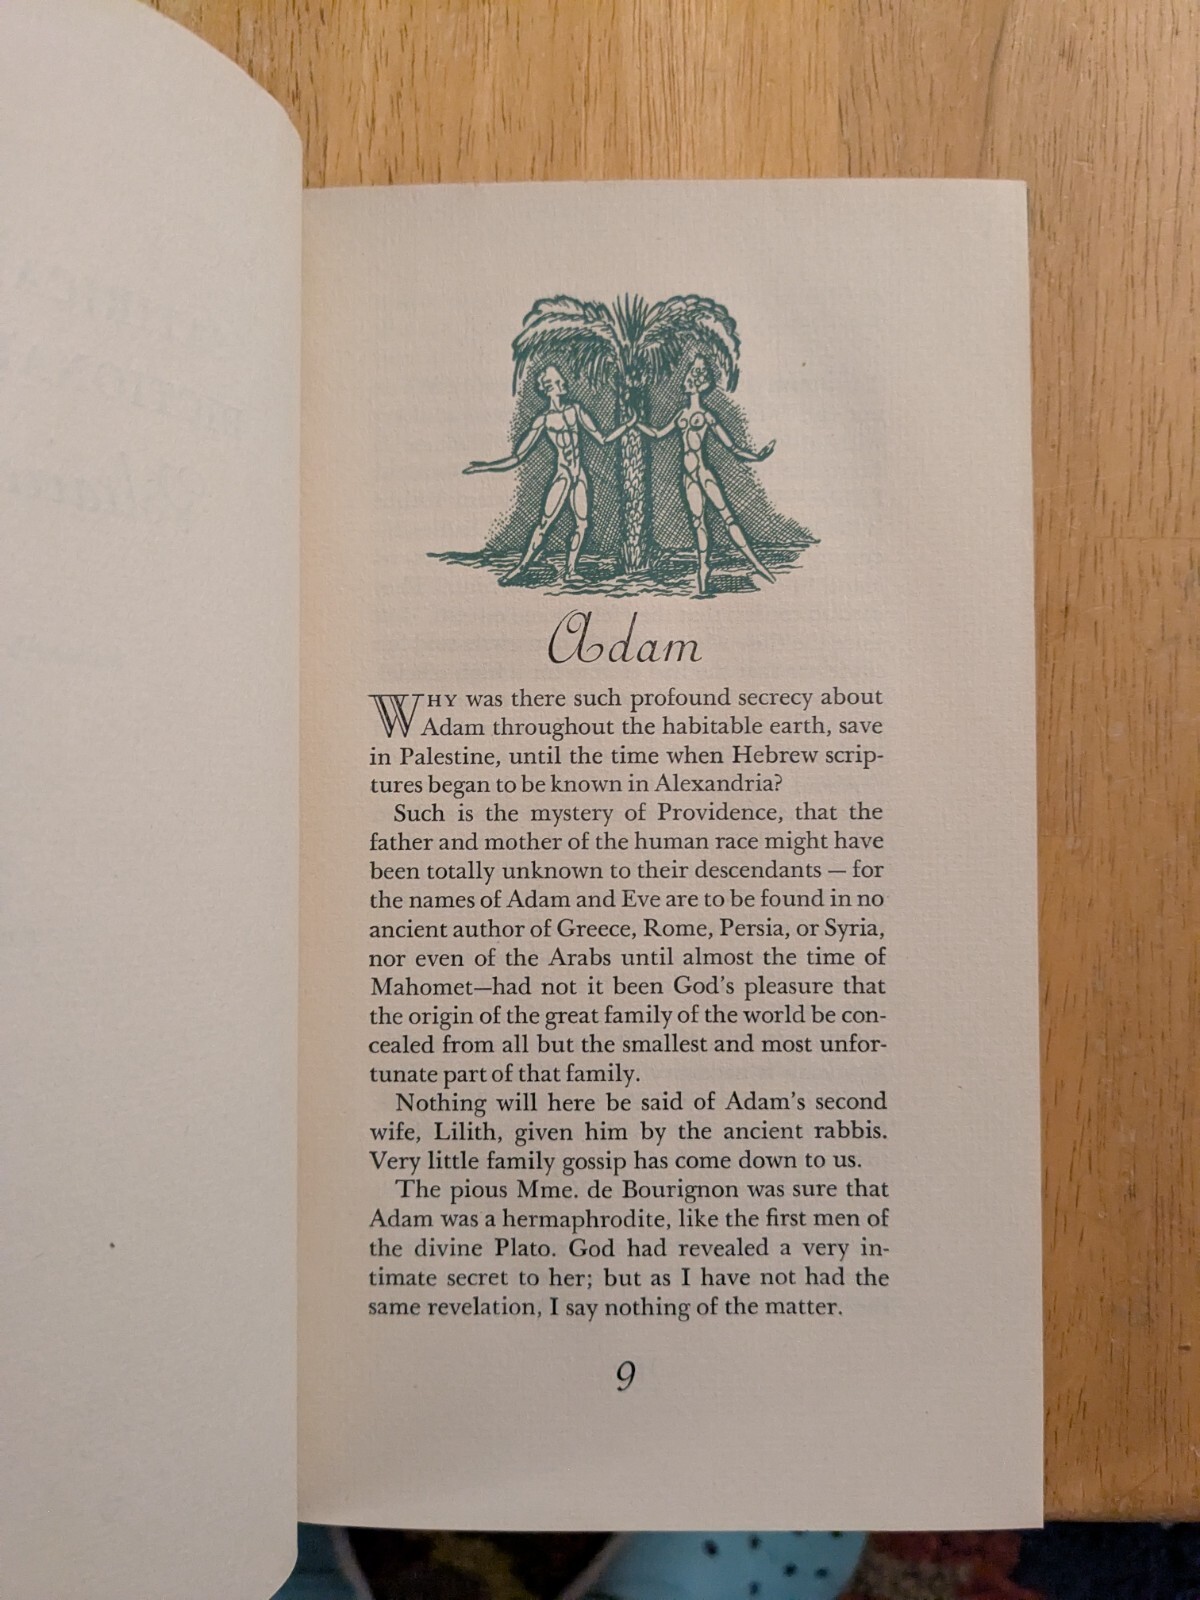 Adam
WHY was there such profound secrecy about
Adam throughout the habitable earth, save
in Palestine, until the time when Hebrew scrip-
tures began to be known in Alexandria?
Such is the mystery of Providence, that the
father and mother of the human race might have
been totally unknown to their descendants — for
the names of Adam and Eve are to be found in no
ancient author of Greece, Rome, Persia, or Syria,
nor even of the Arabs until almost the time of
Mahomet—had not it been God's pleasure that
the origin of the great family of the world be con-
cealed from all but the smallest and most unfor-
tunate part of that family.
Nothing will here be said of Adam's second
wife, Lilith, given him by the ancient rabbis.
Very little family gossip has come down to us.
The pious Mme. de Bourignon was sure that
Adam was a hermaphrodite, like the first men of
the divine Plato. God had revealed a very in-
timate secret to her; but as I have not had the
same revelation, I say nothing of the matter.
9